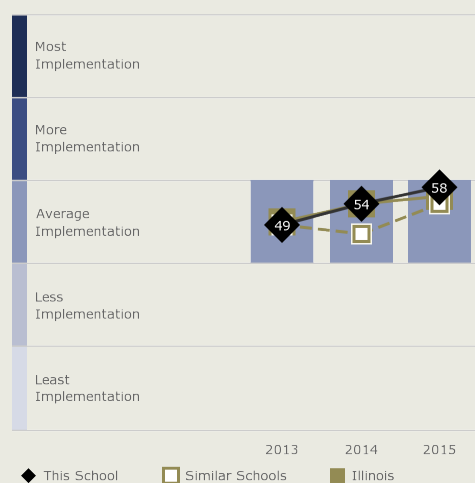 Most
Implementation
More
Implementation
58
54
Average
49
Implementation
Less
Implementation
Least
Implementation
2013 2014 2015
This School Similar Schools Illinois